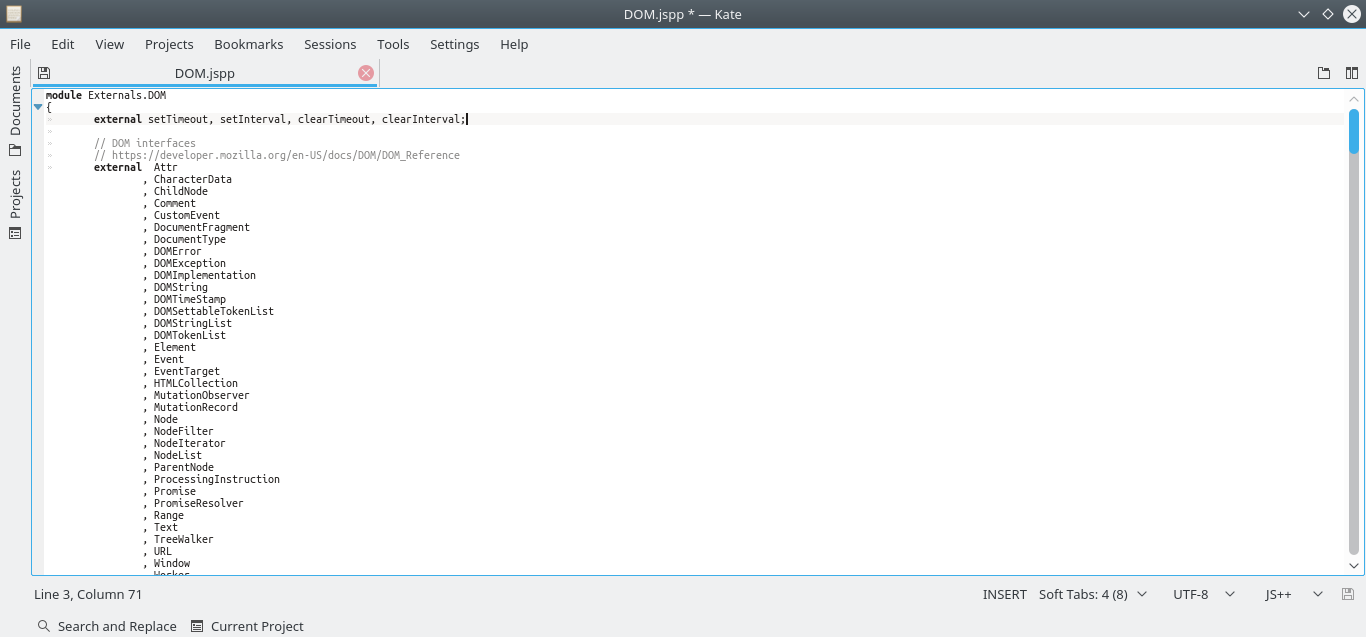 DOM.jspp * — Kate
File Edit View Projects Bookmarks Sessions Tools Settings Help
Documents
Projects
DOM.jspp
module Externals.DOM
{
external setTimeout, setInterval, clearTimeout, clearInterval;
// DOM interfaces
// https://developer.mozilla.org/en-US/docs/DOM/DOM_Reference
external Attr
, CharacterData
, ChildNode
, Comment
, CustomEvent
, DocumentFragment
, DocumentType
, DOMError
, DOMException
, DOMImplementation
, DOMString
, DOMTimeStamp
, DOMSettableTokenList
, DOMStringList
, DOMTokenList
, Element
, Event
, EventTarget
, HTMLCollection
, MutationObserver
, MutationRecord
, Node
, NodeFilter
, NodeIterator
, NodeList
, ParentNode
, ProcessingInstruction
, Promise
, PromiseResolver
, Range
, Text
, TreeWalker
, URL
, Window
, Worker
Line 3, Column 71 INSERT Soft Tabs: 4 (8) UTF-8 JS++
Search and Replace Current Project